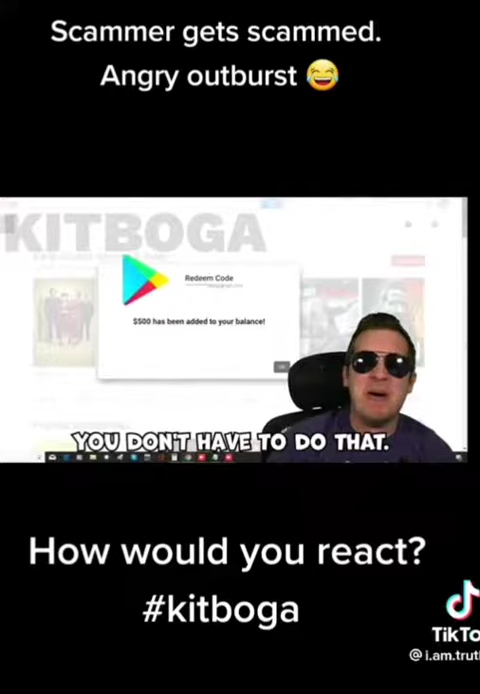 Scammer gets scammed.
Angry outburst 😂
KITBOGA
Redeem Code
$500 has been added to your balance!
YOU DON'T HAVE TO DO THAT.
How would you react?
#kitboga
TikTo
@i.am.trut